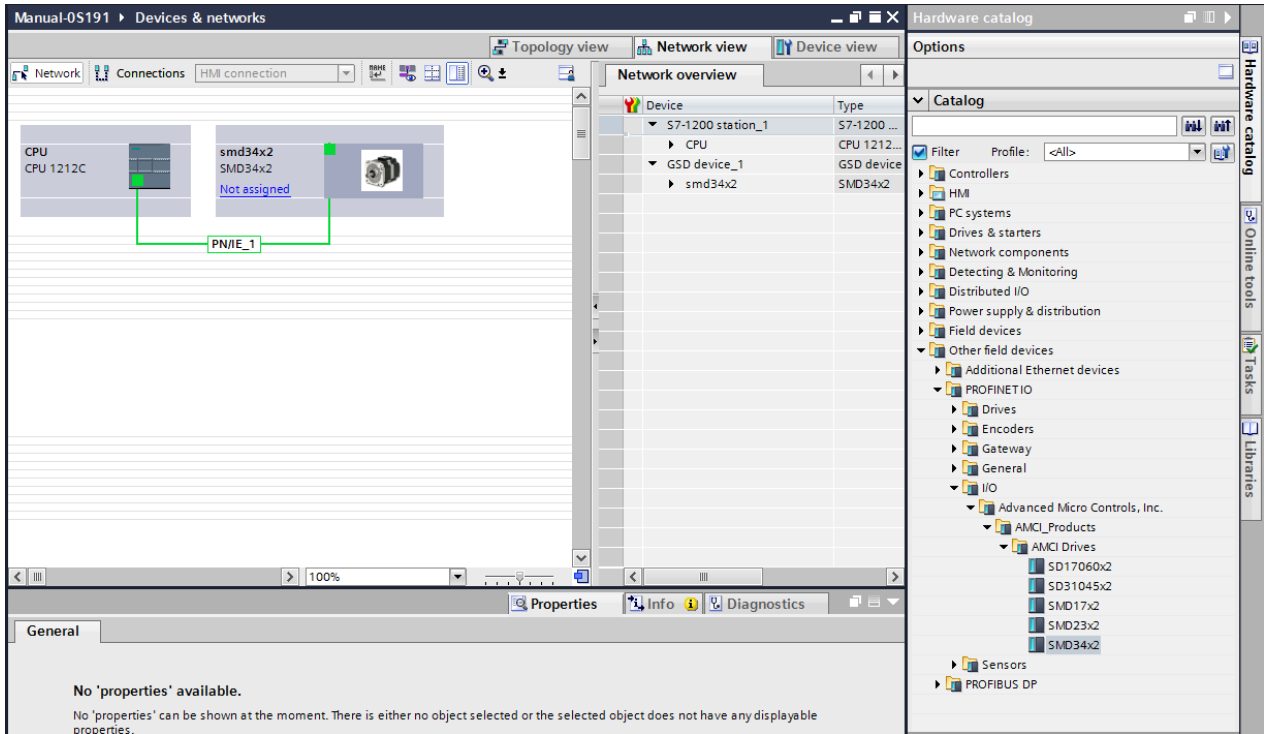 Manual-0S191 ▸ Devices & networks
Topology view
Network view
Device view
Network
Connections
HMI connection
Network overview
Device
Type
S7-1200 station_1
S7-1200 ...
CPU
CPU 1212...
GSD device_1
GSD device
smd34x2
SMD34x2
CPU
CPU 1212C
smd34x2
SMD34x2
Not assigned
PN/IE_1
100%
Properties
Info
Diagnostics
General
No 'properties' available.
No 'properties' can be shown at the moment. There is either no object selected or the selected object does not have any displayable
properties.
Hardware catalog
Options
Catalog
Filter
Profile:
<All>
Controllers
HMI
PC systems
Drives & starters
Network components
Detecting & Monitoring
Distributed I/O
Power supply & distribution
Field devices
Other field devices
Additional Ethernet devices
PROFINET IO
Drives
Encoders
Gateway
General
I/O
Advanced Micro Controls, Inc.
AMCI_Products
AMCI Drives
SD17060x2
SD31045x2
SMD17x2
SMD23x2
SMD34x2
Sensors
PROFIBUS DP
Hardware catalog
Online tools
Tasks
Libraries